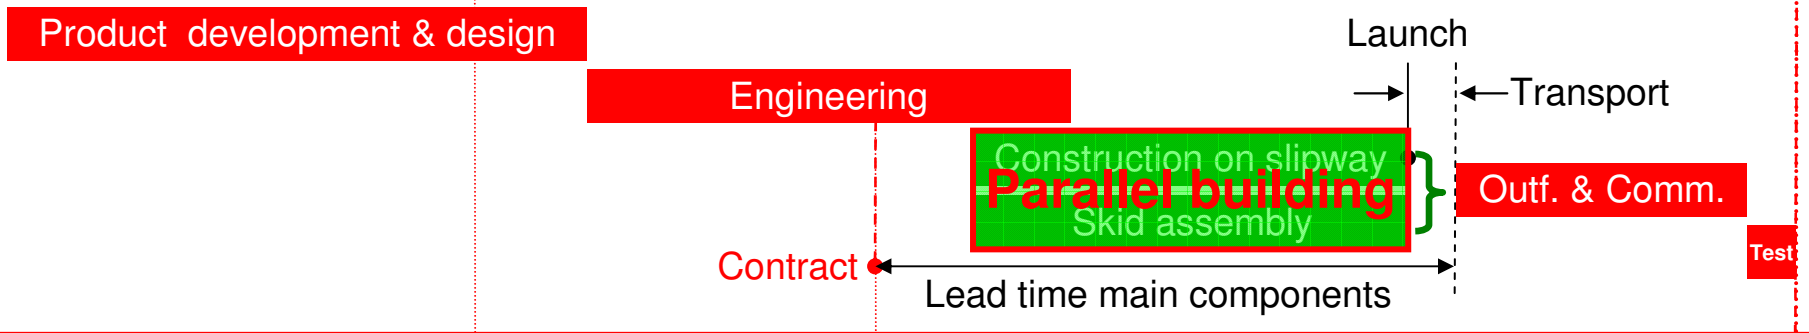 Product development & design
Launch
Engineering
Transport
Construction on slipway
Parallel building
Skid assembly
Outf. & Comm.
Test
Contract
Lead time main components